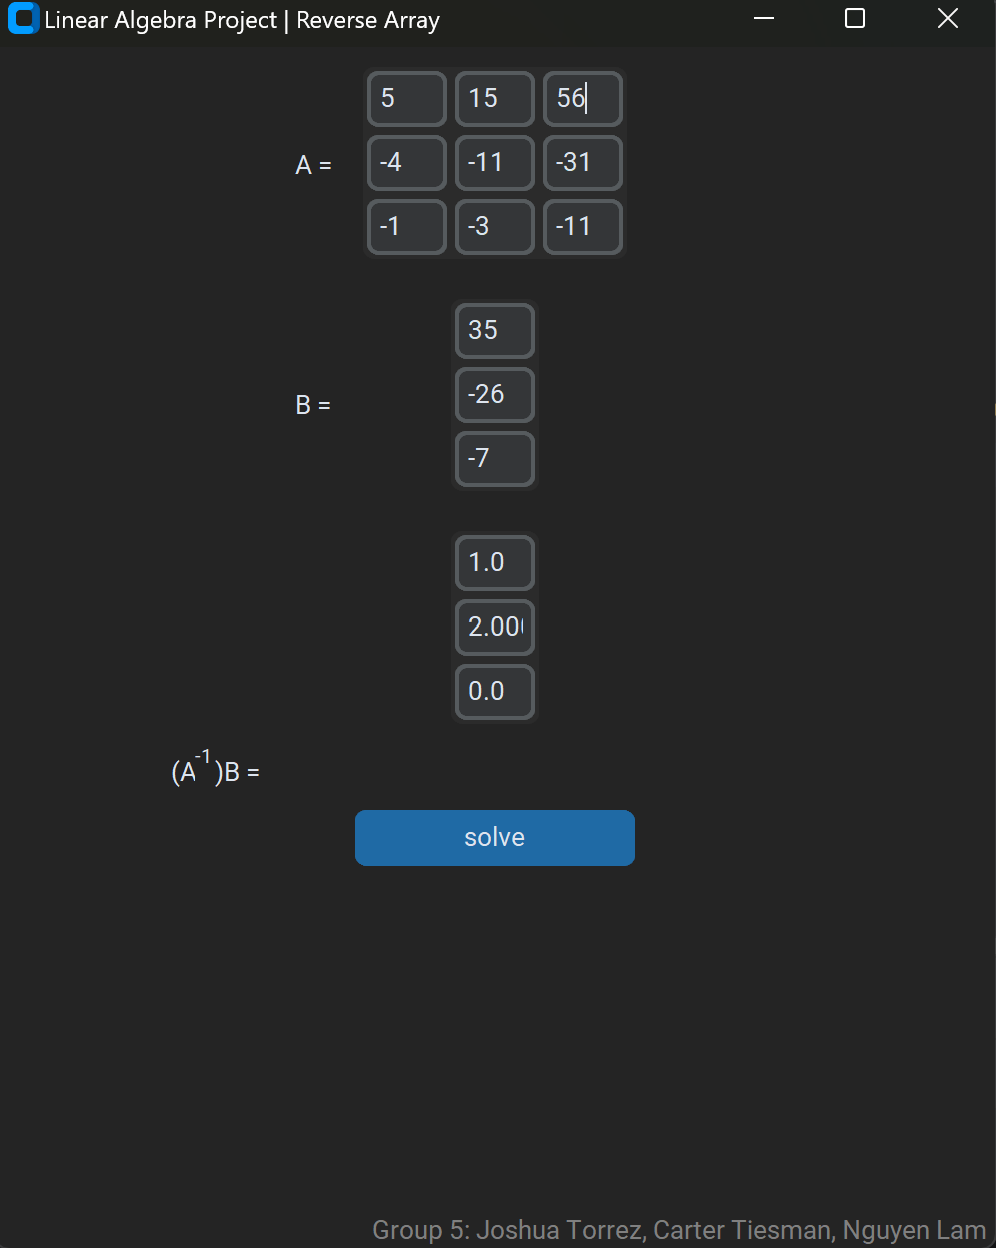 Linear Algebra Project | Reverse Array
5 15 56
A = -4 -11 -31
-1 -3 -11
35
B = -26
-7
1.0
2.00
0.0
(A⁻¹)B =
solve
Group 5: Joshua Torrez, Carter Tiesman, Nguyen Lam